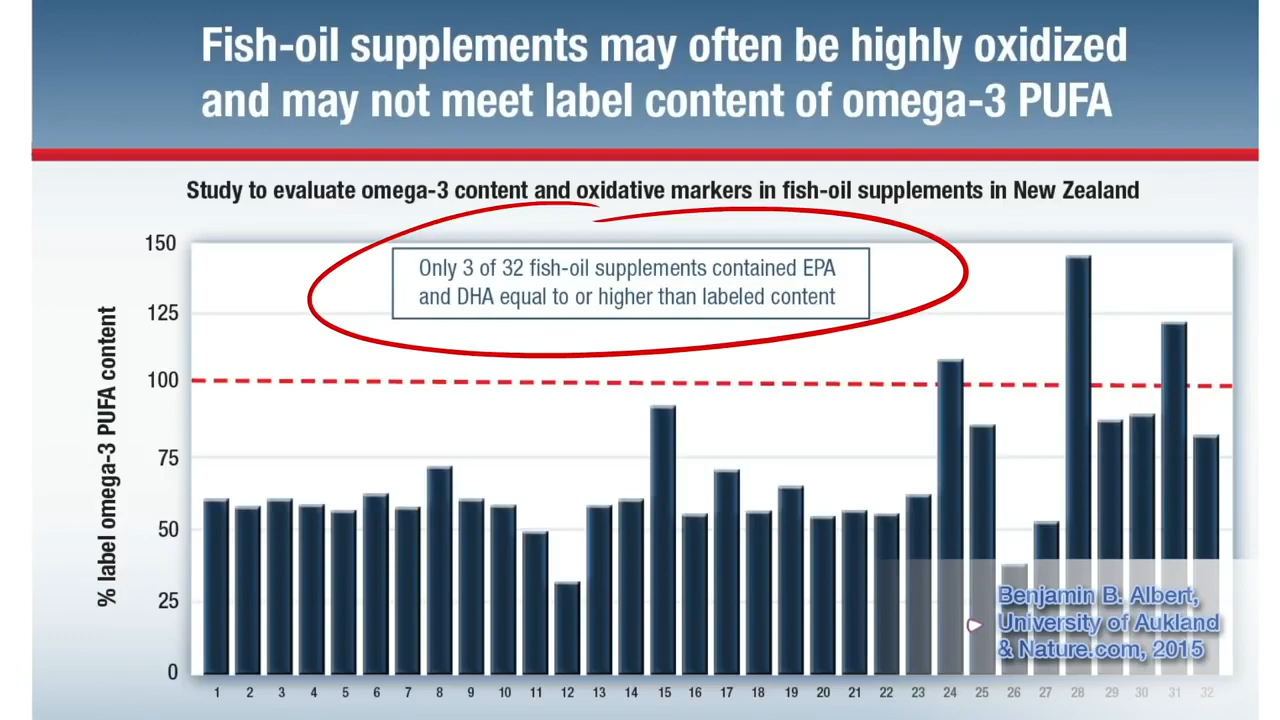 Fish-oil supplements may often be highly oxidized
and may not meet label content of omega-3 PUFA
Study to evaluate omega-3 content and oxidative markers in fish-oil supplements in New Zealand
Only 3 of 32 fish-oil supplements contained EPA
and DHA equal to or higher than labeled content
% label omega-3 PUFA content
150
125
100
75
50
25
0
1 2 3 4 5 6 7 8 9 10 11 12 13 14 15 16 17 18 19 20 21 22 23 24 25 26 27 28 29 30 31 32
Benjamin B. Albert,
University of Aukland
& Nature.com, 2015